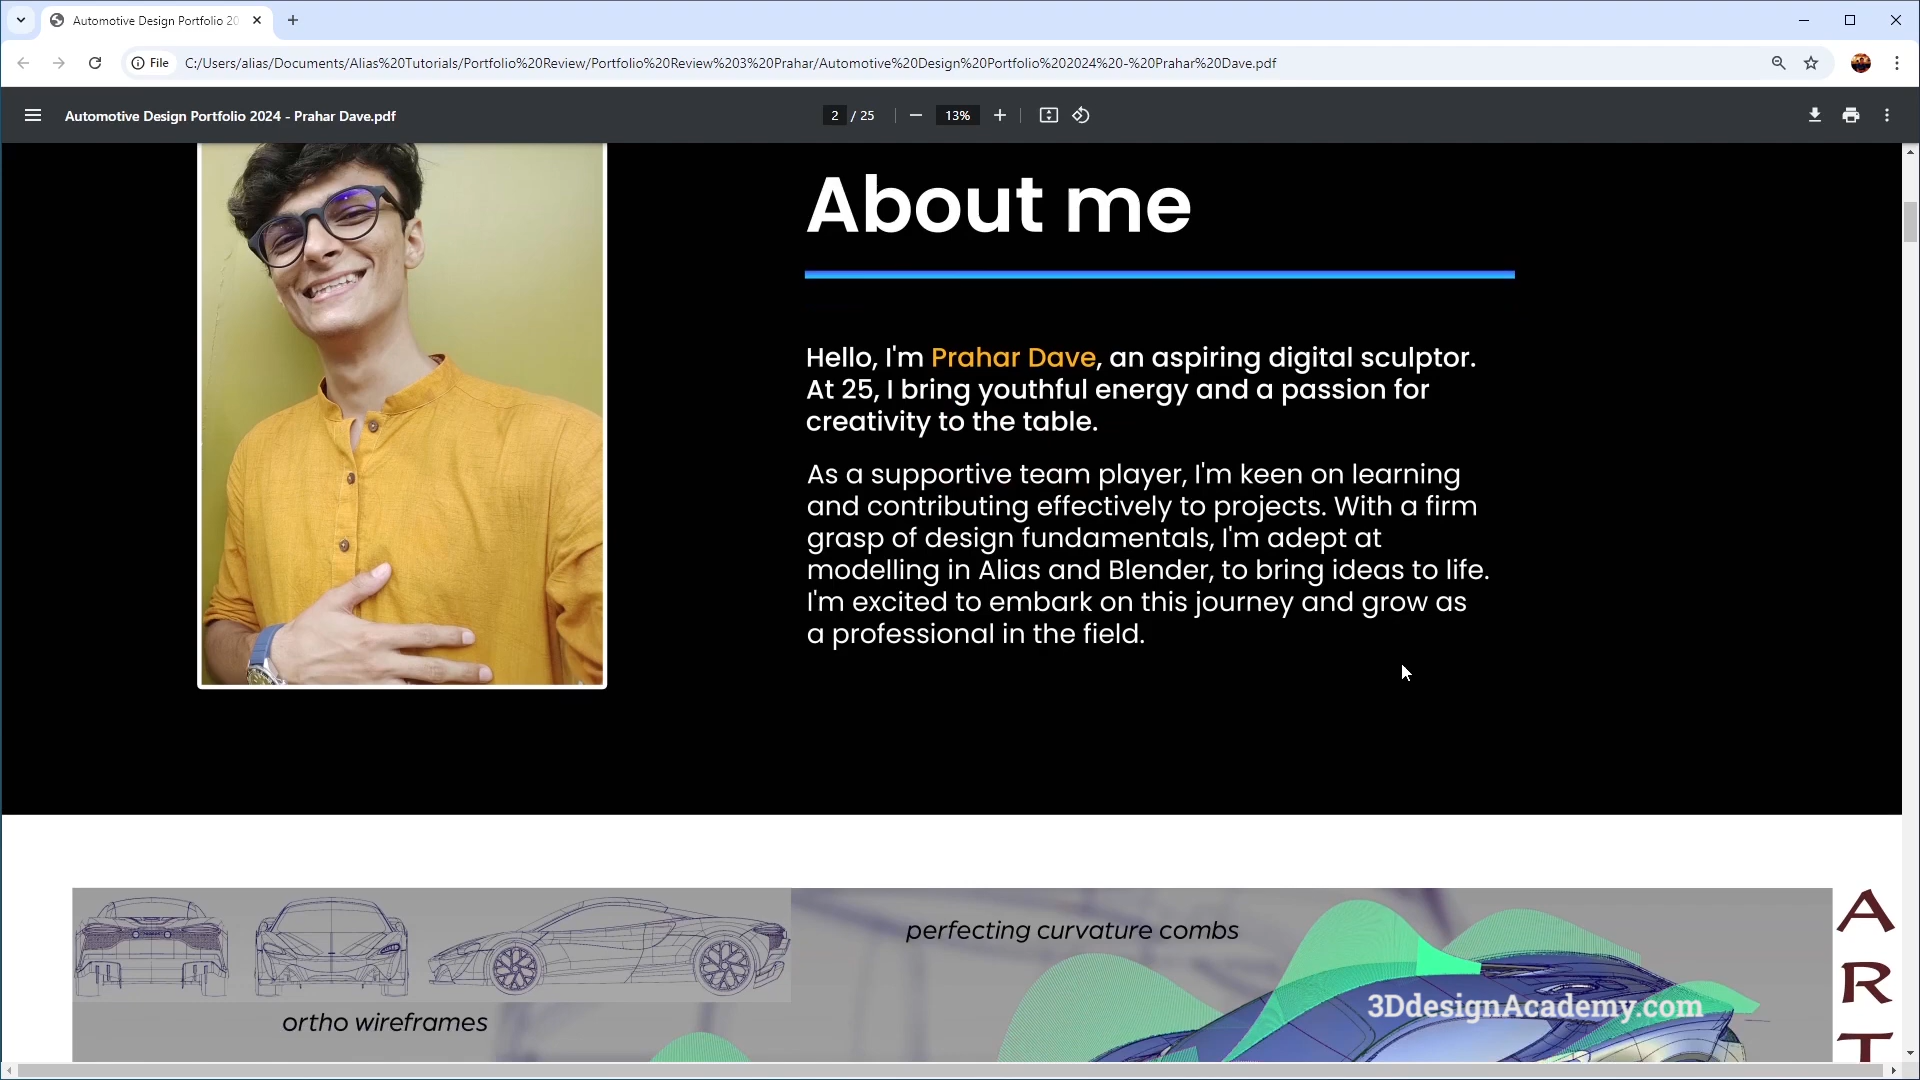 Automotive Design Portfolio 20
File
C:/Users/alias/Documents/Alias%20Tutorials/Portfolio%20Review/Portfolio%20Review%203%20Prahar/Automotive%20Design%20Portfolio%202024%20-%20Prahar%20Dave.pdf
Automotive Design Portfolio 2024 - Prahar Dave.pdf
2 / 25
13%
About me
Hello, I'm Prahar Dave, an aspiring digital sculptor.
At 25, I bring youthful energy and a passion for
creativity to the table.
As a supportive team player, I'm keen on learning
and contributing effectively to projects. With a firm
grasp of design fundamentals, I'm adept at
modelling in Alias and Blender, to bring ideas to life.
I'm excited to embark on this journey and grow as
a professional in the field.
perfecting curvature combs
ortho wireframes
3DdesignAcademy.com
A
R
T